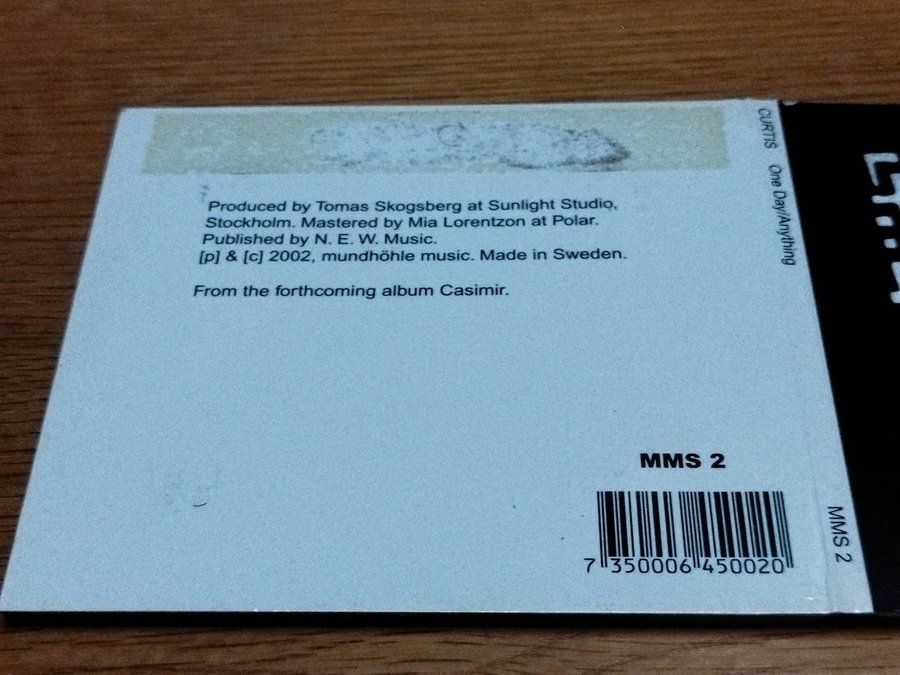 Produced by Tomas Skogsberg at Sunlight Studio,
Stockholm. Mastered by Mia Lorentzon at Polar.
Published by N. E. W. Music.
[p] & [c] 2002, mundhöhle music. Made in Sweden.
From the forthcoming album Casimir.
MMS 2
7 350006 450020
CURTIS One Day/Anything
MMS 2